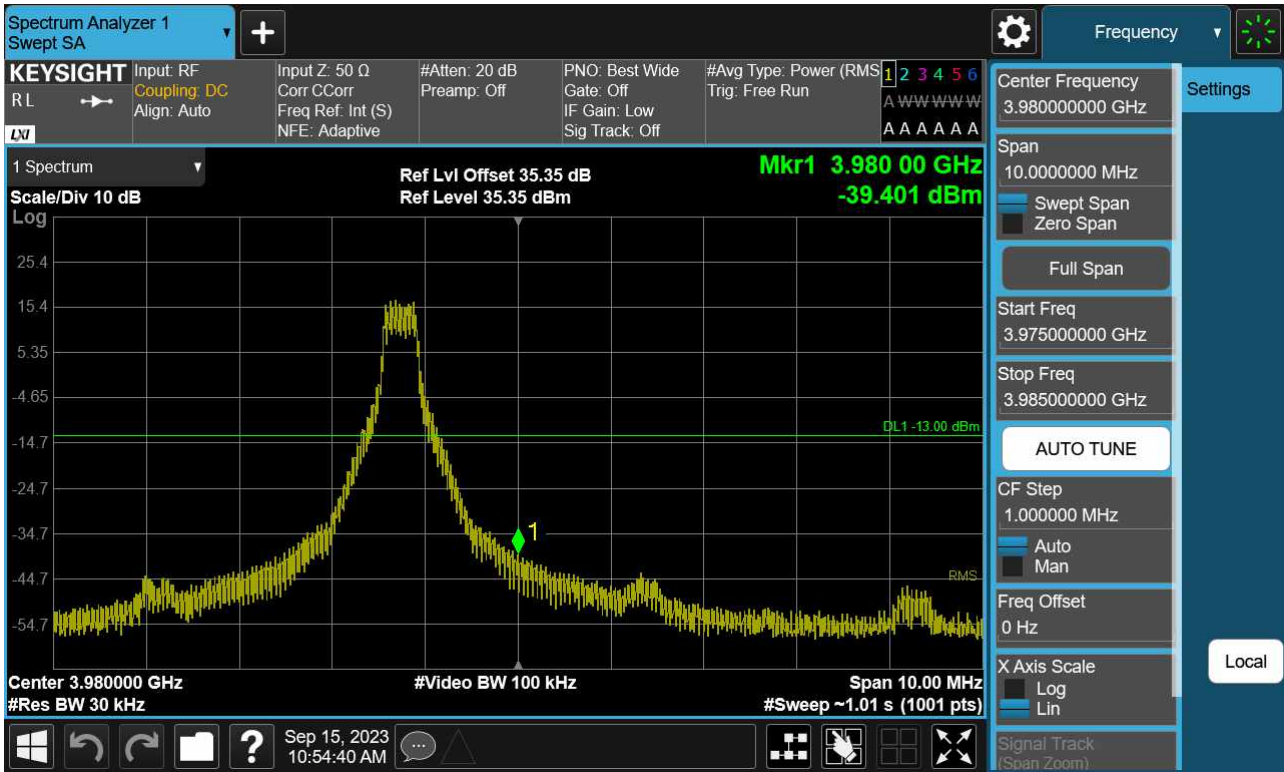 Spectrum Analyzer 1
Swept SA
+
Frequency
KEYSIGHT
R L
LXI
Input: RF
Coupling: DC
Align: Auto
Input Z: 50 Ω
Corr CCorr
Freq Ref: Int (S)
NFE: Adaptive
#Atten: 20 dB
Preamp: Off
PNO: Best Wide
Gate: Off
IF Gain: Low
Sig Track: Off
#Avg Type: Power (RMS
Trig: Free Run
1 2 3 4 5 6
A W W W W W
A A A A A A
1 Spectrum
Scale/Div 10 dB
Log
Ref Lvl Offset 35.35 dB
Ref Level 35.35 dBm
Mkr1 3.980 00 GHz
-39.401 dBm
25.4
15.4
5.35
-4.65
-14.7
-24.7
-34.7
-44.7
-54.7
DL1 -13.00 dBm
1
RMS
Center 3.980000 GHz
#Res BW 30 kHz
#Video BW 100 kHz
Span 10.00 MHz
#Sweep ~1.01 s (1001 pts)
Center Frequency
3.980000000 GHz
Span
10.0000000 MHz
Swept Span
Zero Span
Full Span
Start Freq
3.975000000 GHz
Stop Freq
3.985000000 GHz
AUTO TUNE
CF Step
1.000000 MHz
Auto
Man
Freq Offset
0 Hz
X Axis Scale
Log
Lin
Signal Track
(Span Zoom)
Settings
Local
?
Sep 15, 2023
10:54:40 AM